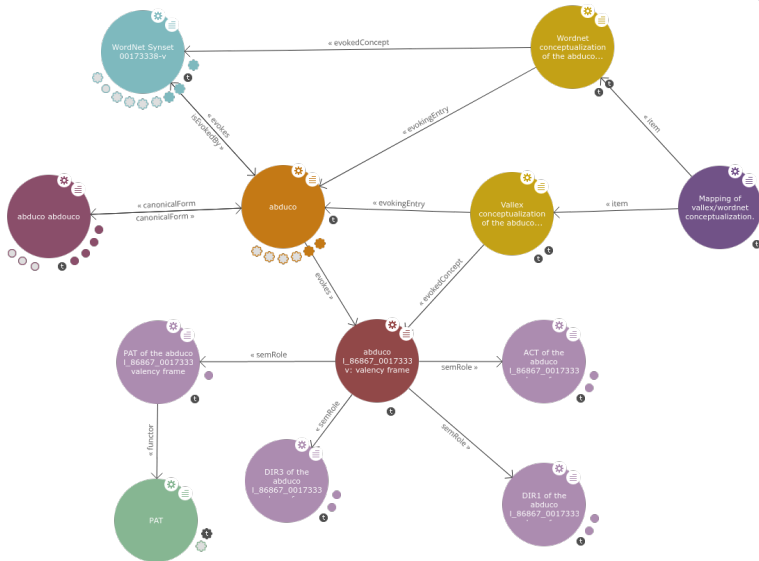 WordNet Synset
00173338-v
« evokedConcept
Wordnet
conceptualization
of the abduco...
« evokes
isEvokedBy »
« evokingEntry
« item
abduco abdouco
« canonicalForm
canonicalForm »
abduco
« evokingEntry
Vallex
conceptualization
of the abduco...
« item
Mapping of
vallex/wordnet
conceptualization.
evokes »
« evokedConcept
PAT of the abduco
l_86867_0017333
valency frame
« semRole
abduco
l_86867_0017333
v: valency frame
semRole »
ACT of the
abduco
l_86867_0017333
« functor
« semRole
semRole »
DIR3 of the
abduco
l_86867_0017333
DIR1 of the
abduco
l_86867_0017333
PAT